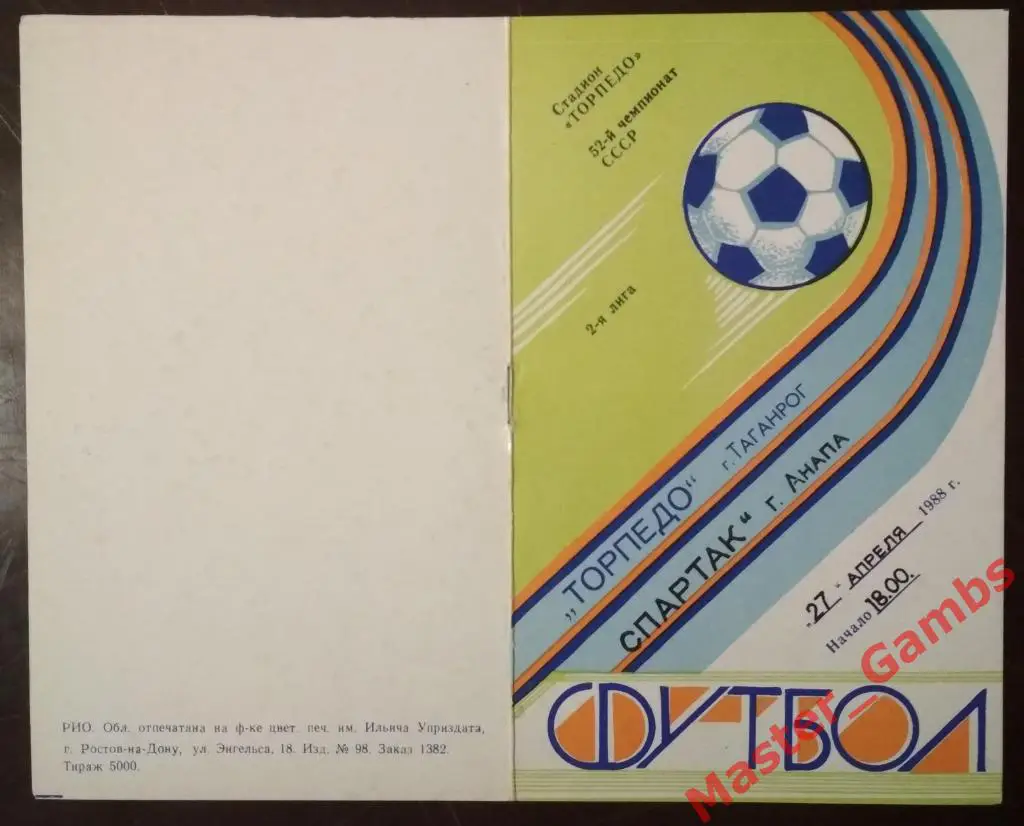 РИО. Обл. отпечатана на ф-ке цвет. печ. им. Ильича Уприздата,
г. Ростов-на-Дону, ул. Энгельса, 18. Изд. № 98. Заказ 1382.
Тираж 5000.
Стадион
«ТОРПЕДО»
52-й чемпионат
СССР
2-я лига
„ТОРПЕДО“ г. ТАГАНРОГ
СПАРТАК“ г. АНАПА
„27“ АПРЕЛЯ 1988 г.
Начало 18.00.
ФУТБОЛ
Master_Gambs